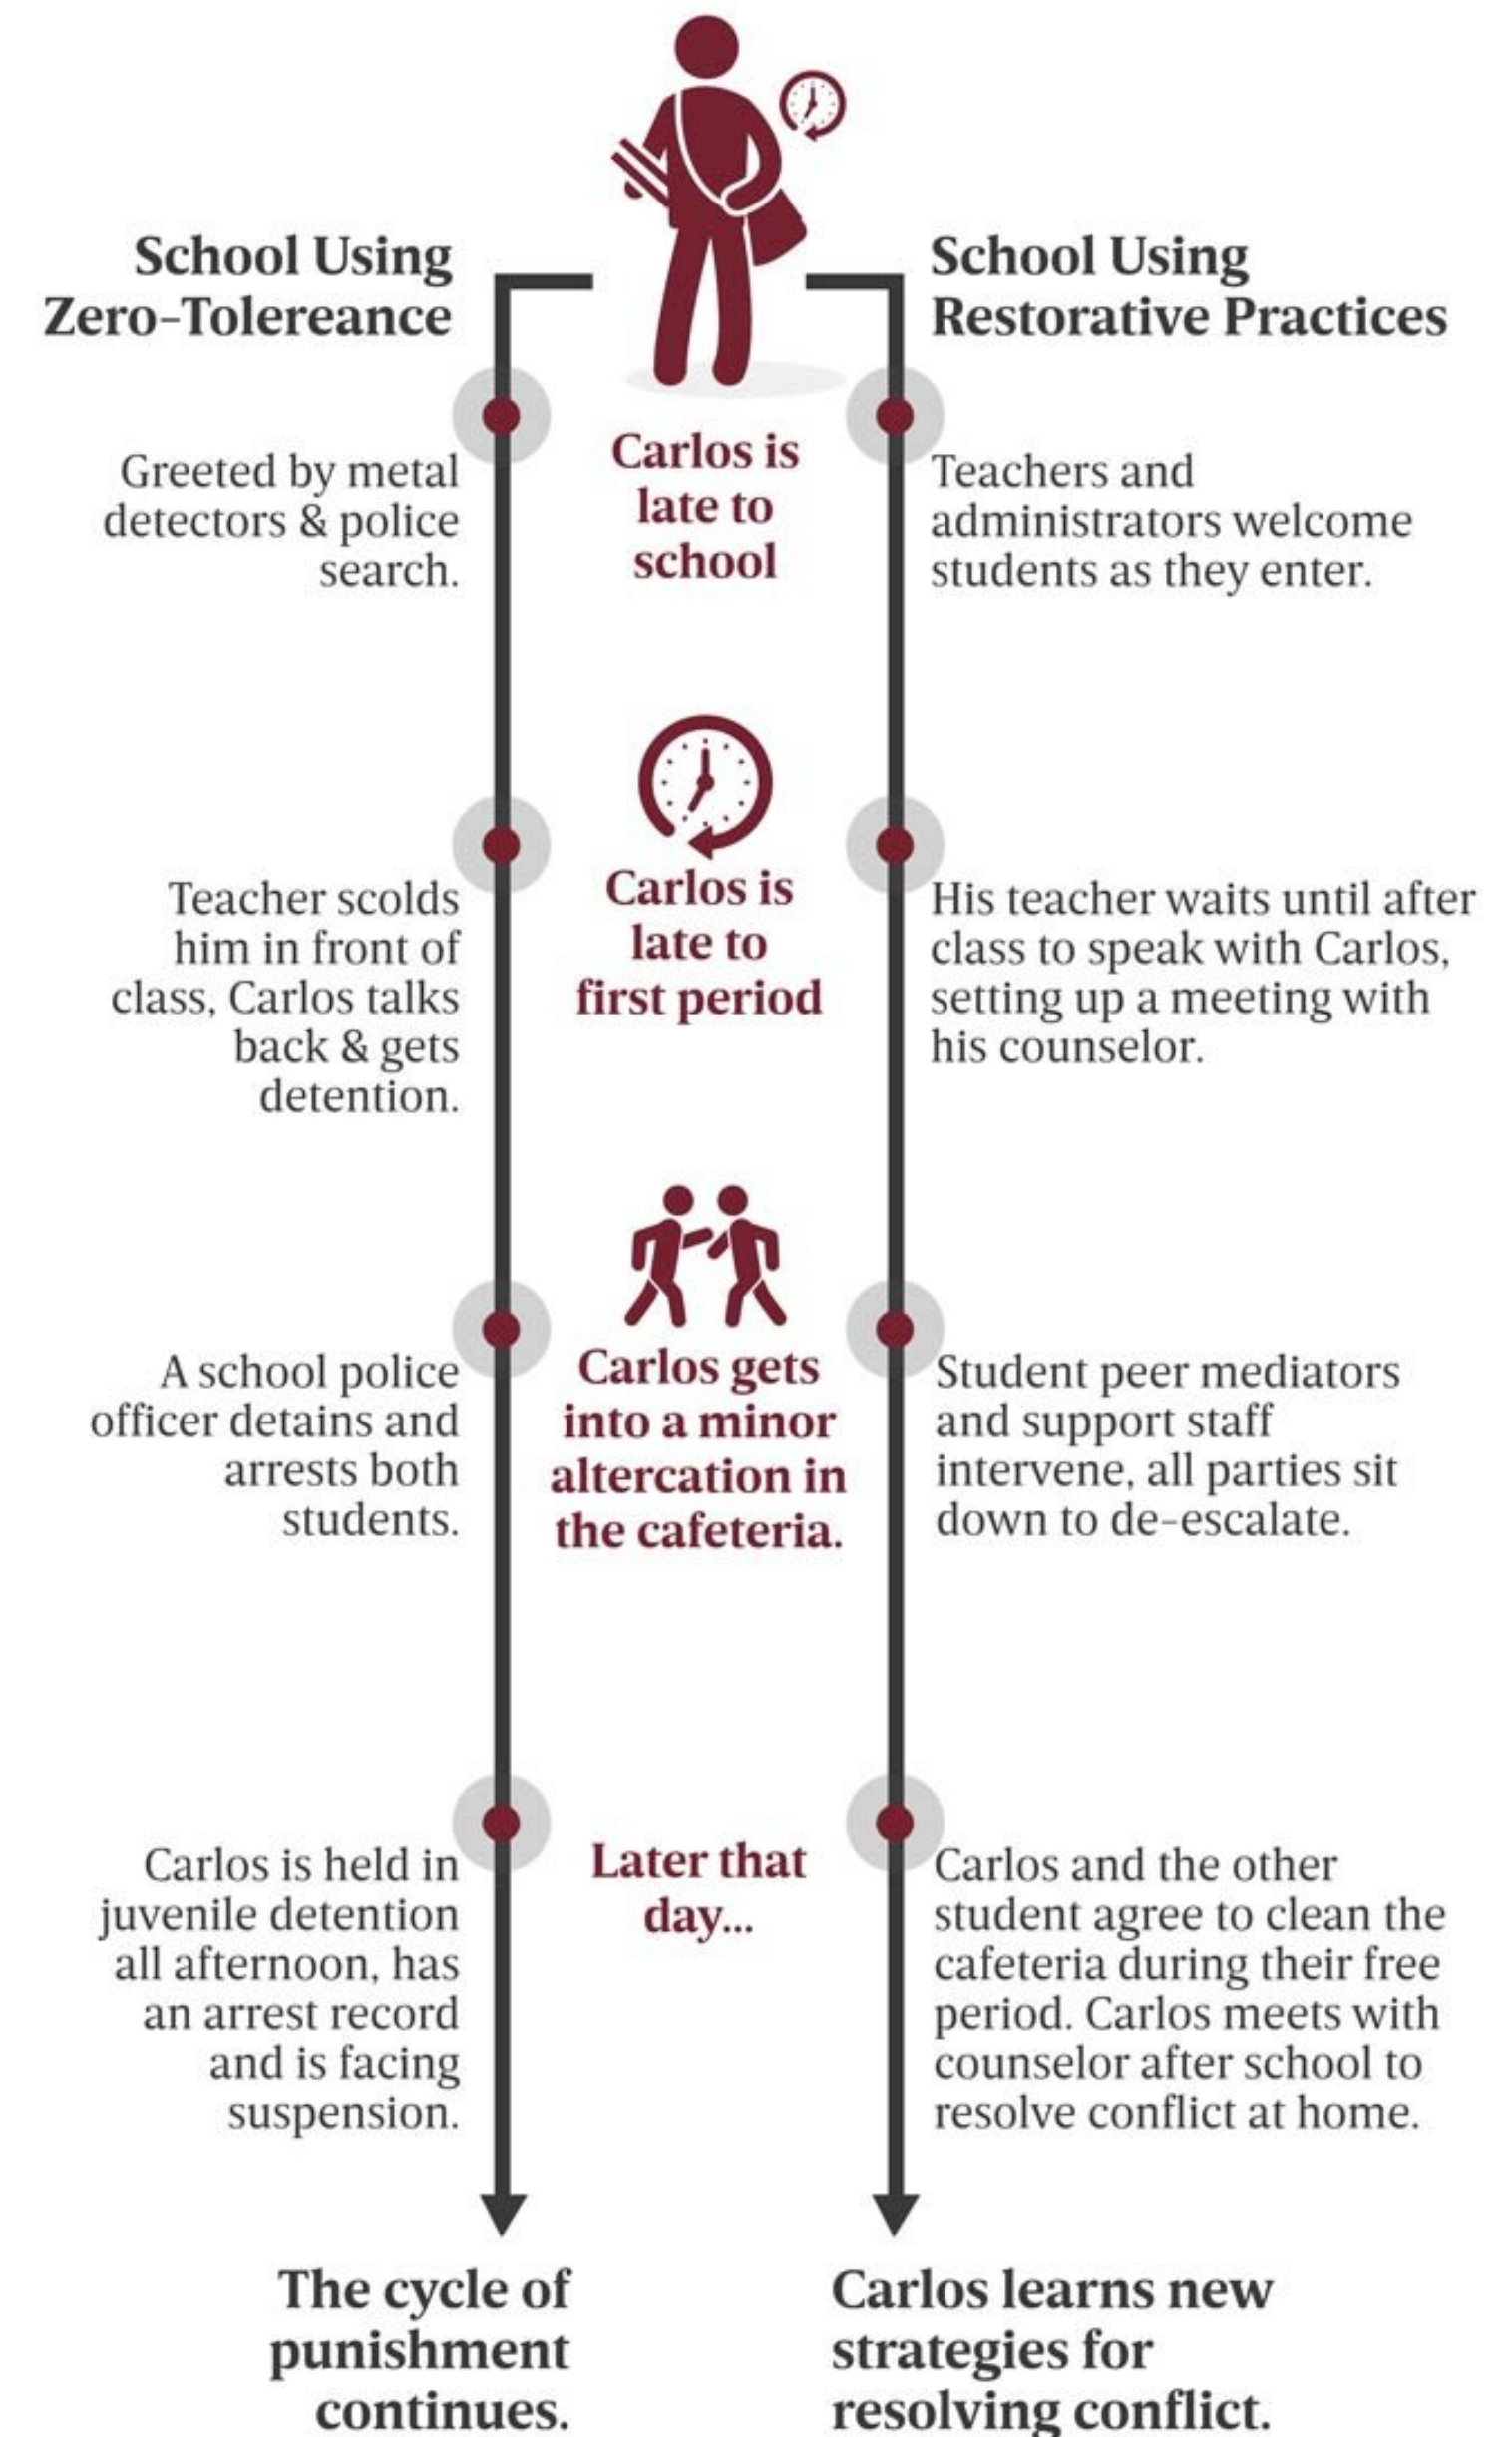 School Using
Zero-Tolereance
School Using
Restorative Practices
Greeted by metal
detectors & police
search.
Carlos is
late to
school
Teachers and
administrators welcome
students as they enter.
Teacher scolds
him in front of
class, Carlos talks
back & gets
detention.
Carlos is
late to
first period
His teacher waits until after
class to speak with Carlos,
setting up a meeting with
his counselor.
A school police
officer detains and
arrests both
students.
Carlos gets
into a minor
altercation in
the cafeteria.
Student peer mediators
and support staff
intervene, all parties sit
down to de-escalate.
Carlos is held in
juvenile detention
all afternoon, has
an arrest record
and is facing
suspension.
Later that
day...
Carlos and the other
student agree to clean the
cafeteria during their free
period. Carlos meets with
counselor after school to
resolve conflict at home.
The cycle of
punishment
continues.
Carlos learns new
strategies for
resolving conflict.